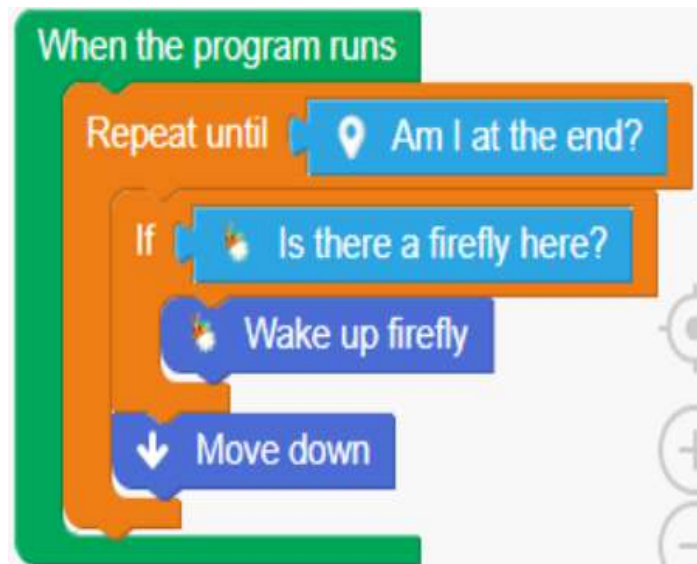 When the program runs
Repeat until Am I at the end?
If Is there a firefly here?
Wake up firefly
Move down